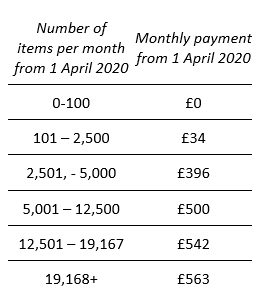 Number of
items per month
from 1 April 2020
Monthly payment
from 1 April 2020
0-100 £0
101 – 2,500 £34
2,501, - 5,000 £396
5,001 – 12,500 £500
12,501 – 19,167 £542
19,168+ £563